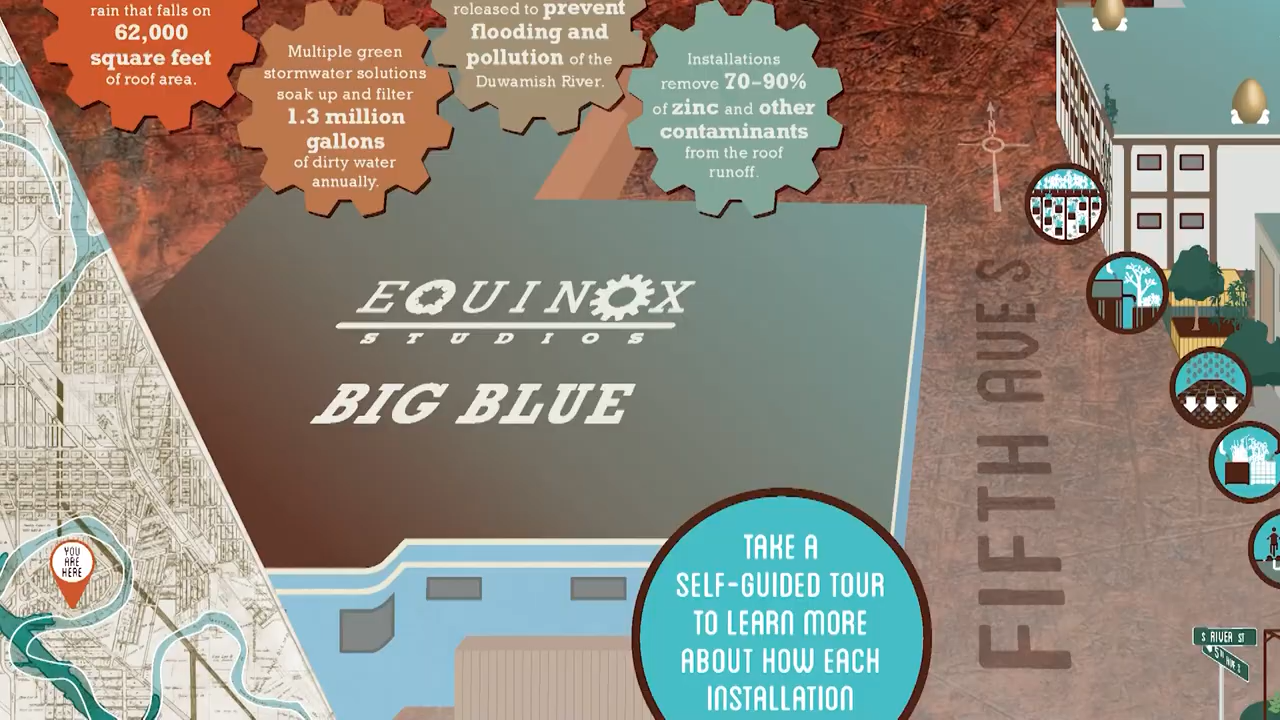 rain that falls on
62,000
square feet
of roof area.
Multiple green
stormwater solutions
soak up and filter
1.3 million
gallons
of dirty water
annually.
released to prevent
flooding and
pollution of the
Duwamish River.
Installations
remove 70–90%
of zinc and other
contaminants
from the roof
runoff.
N
EQUINOX
STUDIOS
BIG BLUE
FIFTH AVE S
YOU
ARE
HERE
TAKE A
SELF-GUIDED TOUR
TO LEARN MORE
ABOUT HOW EACH
INSTALLATION
S RIVER ST
5TH AVE S